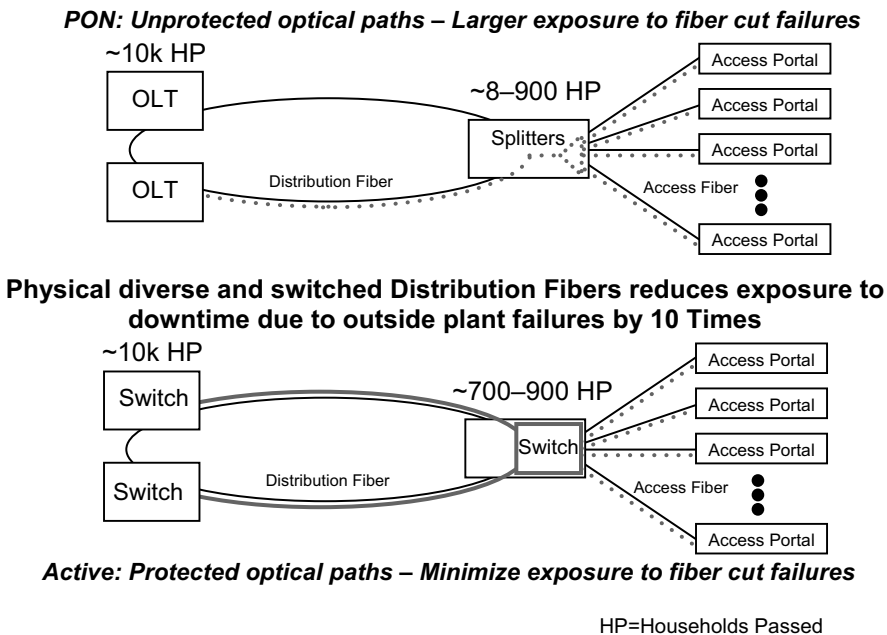 PON: Unprotected optical paths – Larger exposure to fiber cut failures
~10k HP
OLT
OLT
Distribution Fiber
~8–900 HP
Splitters
Access Fiber
Access Portal
Access Portal
Access Portal
Access Portal
Physical diverse and switched Distribution Fibers reduces exposure to
downtime due to outside plant failures by 10 Times
~10k HP
Switch
Switch
Distribution Fiber
~700–900 HP
Switch
Access Fiber
Access Portal
Access Portal
Access Portal
Access Portal
Active: Protected optical paths – Minimize exposure to fiber cut failures
HP=Households Passed